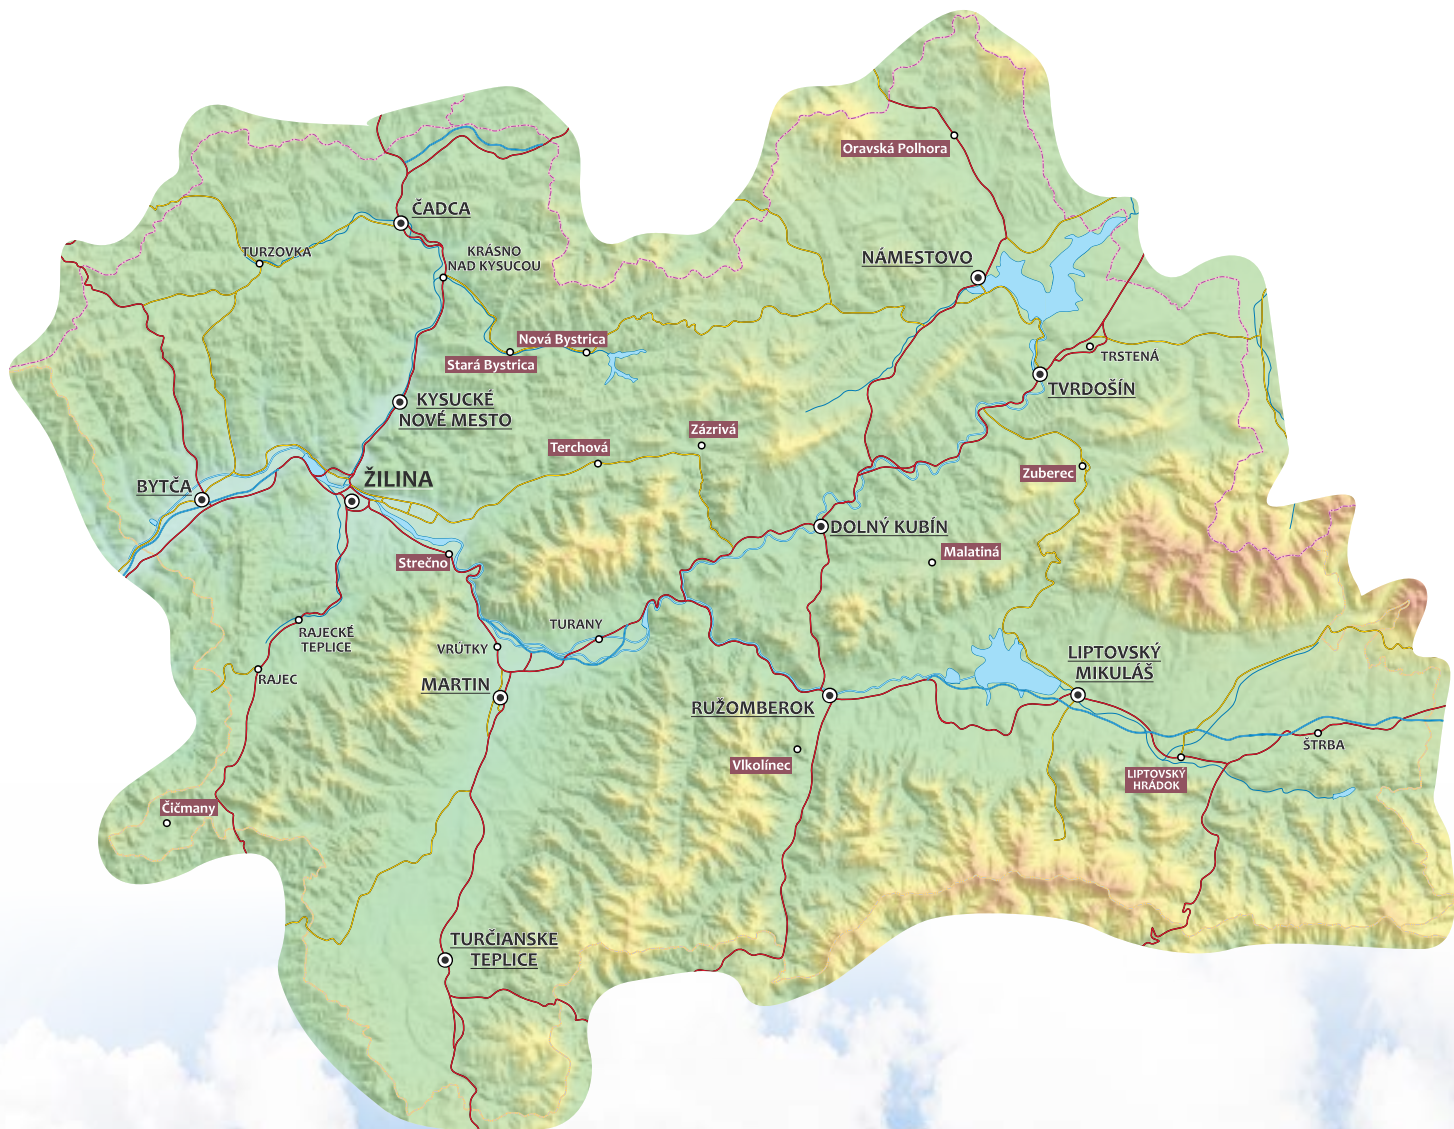 Oravská Polhora
ČADCA
TURZOVKA
KRÁSNO
NAD KYSUCOU
NÁMESTOVO
Nová Bystrica
Stará Bystrica
TRSTENÁ
TVRDOŠÍN
KYSUCKÉ
NOVÉ MESTO
Zázrivá
Terchová
Zuberec
ŽILINA
BYTČA
DOLNÝ KUBÍN
Malatiná
Strečno
TURANY
RAJECKÉ
TEPLICE
VRÚTKY
LIPTOVSKÝ
MIKULÁŠ
RAJEC
MARTIN
RUŽOMBEROK
ŠTRBA
Vlkolínec
LIPTOVSKÝ
HRÁDOK
Čičmany
TURČIANSKE
TEPLICE